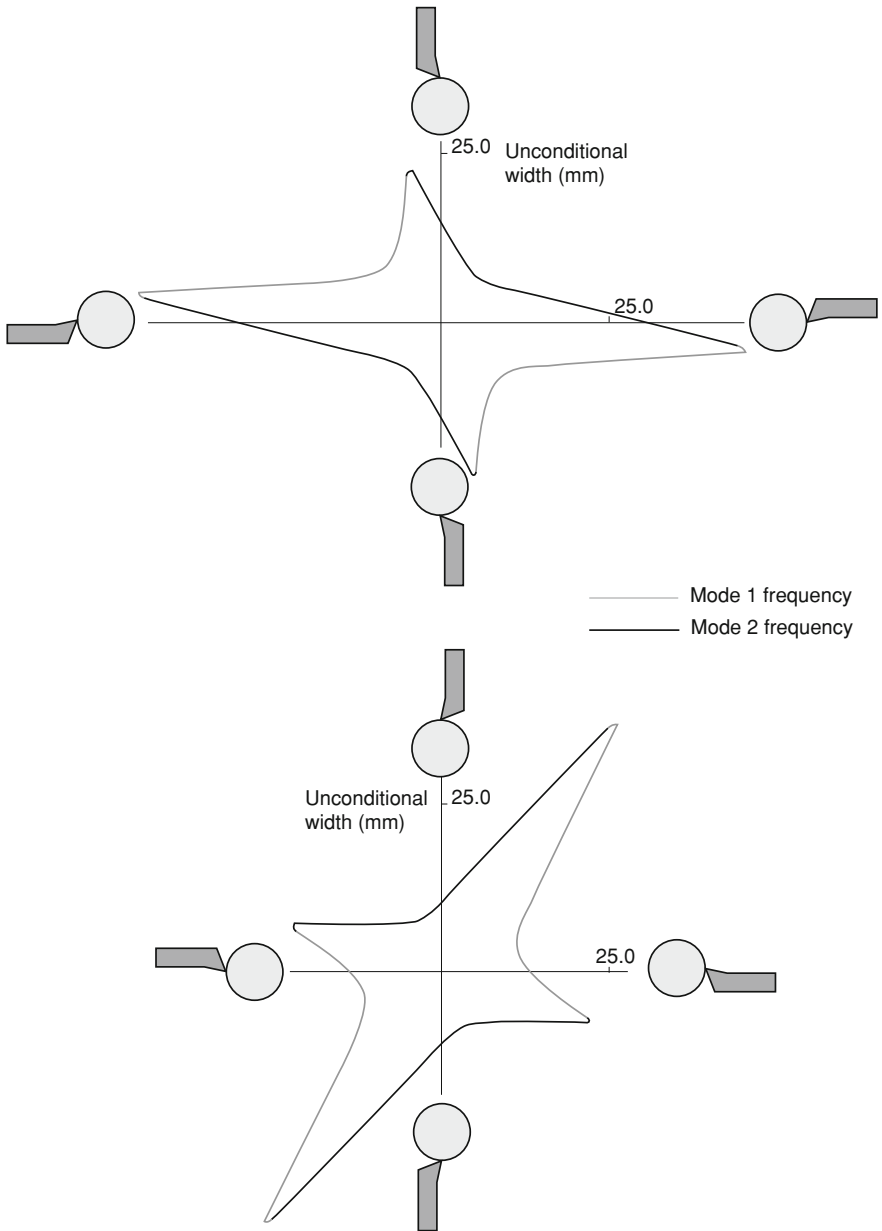 25.0
Unconditional
width (mm)
25.0
Mode 1 frequency
Mode 2 frequency
Unconditional
width (mm)
25.0
25.0